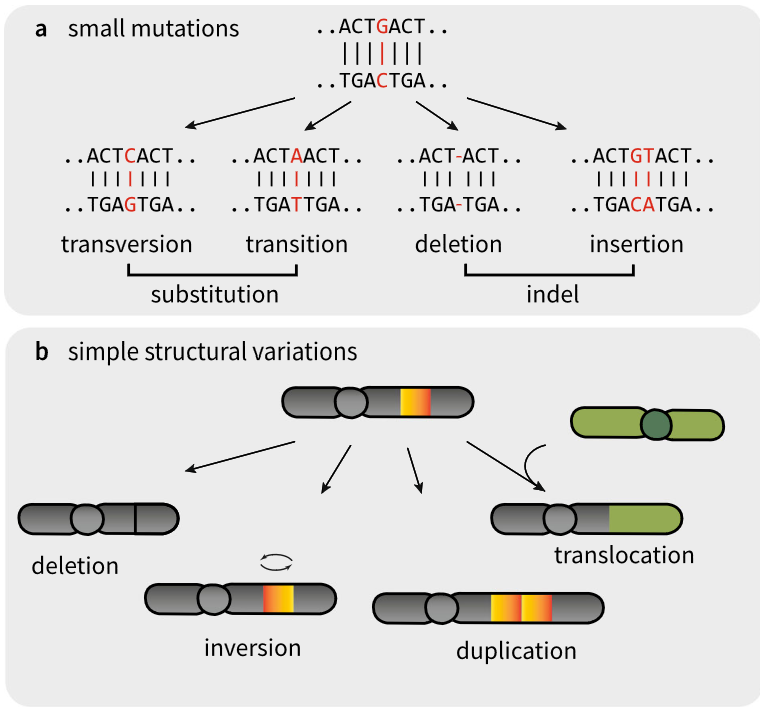 a small mutations
..ACTGACT..
|||||||
..TGACTGA..
..ACTCACT.. ..ACTAACT.. ..ACT-ACT.. ..ACTGTACT..
..TGAGTGA.. ..TGATTGA.. ..TGA-TGA.. ..TGACATGA..
transversion transition deletion insertion
substitution indel
b simple structural variations
deletion
translocation
inversion
duplication